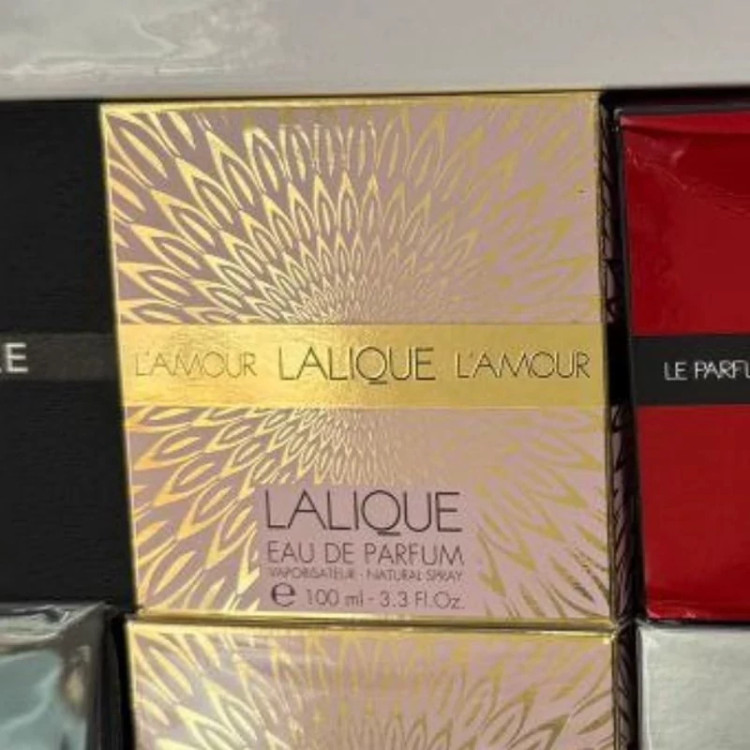 L'AMOUR LALIQUE L'AMOUR
LALIQUE
EAU DE PARFUM
VAPORISATEUR - NATURAL SPRAY
e 100 ml - 3.3 Fl.Oz.
LE PARFU